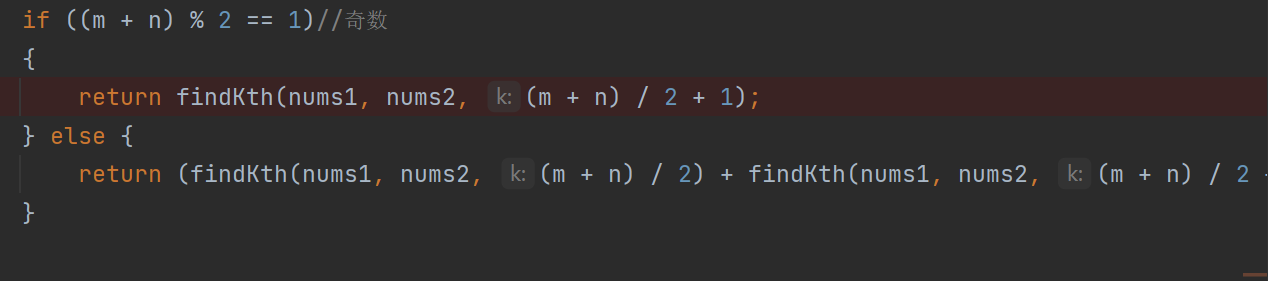 if ((m + n) % 2 == 1)//奇数
{
return findKth(nums1, nums2, k: (m + n) / 2 + 1);
} else {
return (findKth(nums1, nums2, k: (m + n) / 2) + findKth(nums1, nums2, k: (m + n) / 2
}